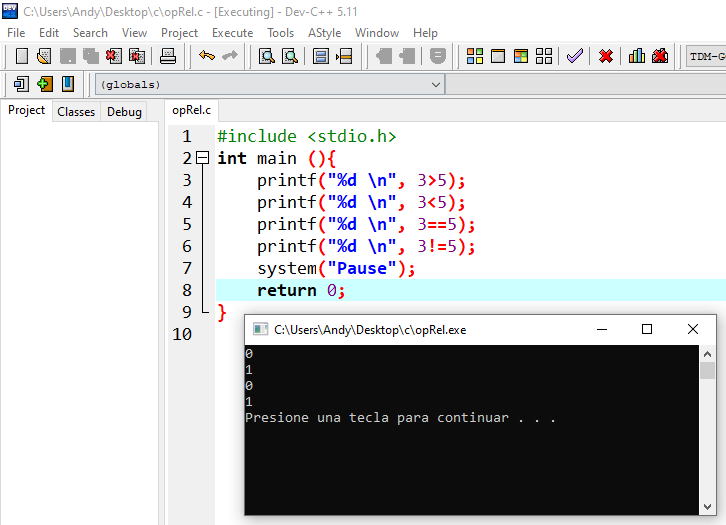 C:\Users\Andy\Desktop\c\opRel.c - [Executing] - Dev-C++ 5.11
File Edit Search View Project Execute Tools AStyle Window Help
TDM-G
(globals)
Project Classes Debug
opRel.c
1 #include <stdio.h>
2 int main (){
3 printf("%d \n", 3>5);
4 printf("%d \n", 3<5);
5 printf("%d \n", 3==5);
6 printf("%d \n", 3!=5);
7 system("Pause");
8 return 0;
9 }
10
C:\Users\Andy\Desktop\c\opRel.exe
0
1
0
1
Presione una tecla para continuar . . .